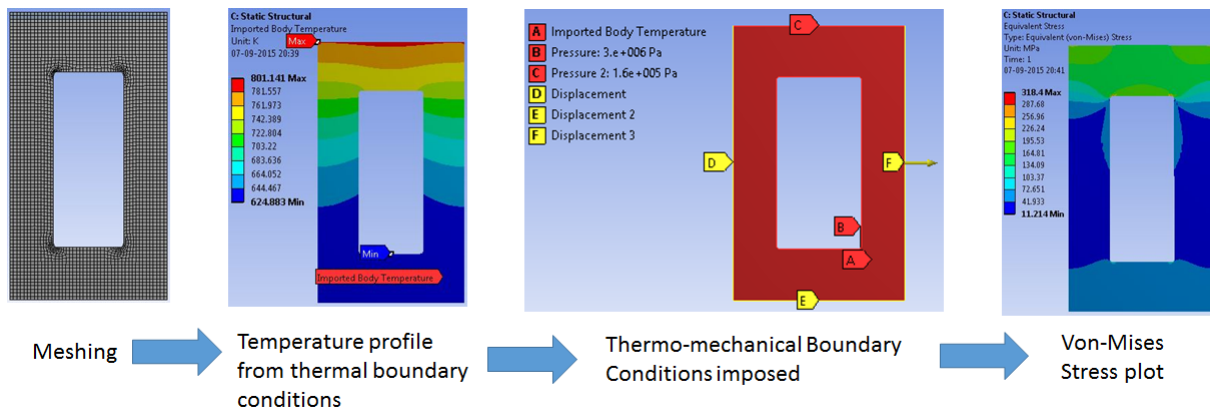 C: Static Structural
Imported Body Temperature
Unit: K
07-09-2015 20:39
Max
801.141 Max
781.557
761.973
742.389
722.804
703.22
683.636
664.052
644.467
624.883 Min
Min
Imported Body Temperature
A Imported Body Temperature
B Pressure: 3.e+006 Pa
C Pressure 2: 1.6e+005 Pa
D Displacement
E Displacement 2
F Displacement 3
C
D
F
B
A
E
C: Static Structural
Equivalent Stress
Type: Equivalent (von-Mises) Stress
Unit: MPa
Time: 1
07-09-2015 20:41
318.4 Max
287.68
256.96
226.24
195.53
164.81
134.09
103.37
72.651
41.933
11.214 Min
Meshing
Temperature profile
from thermal boundary
conditions
Thermo-mechanical Boundary
Conditions imposed
Von-Mises
Stress plot